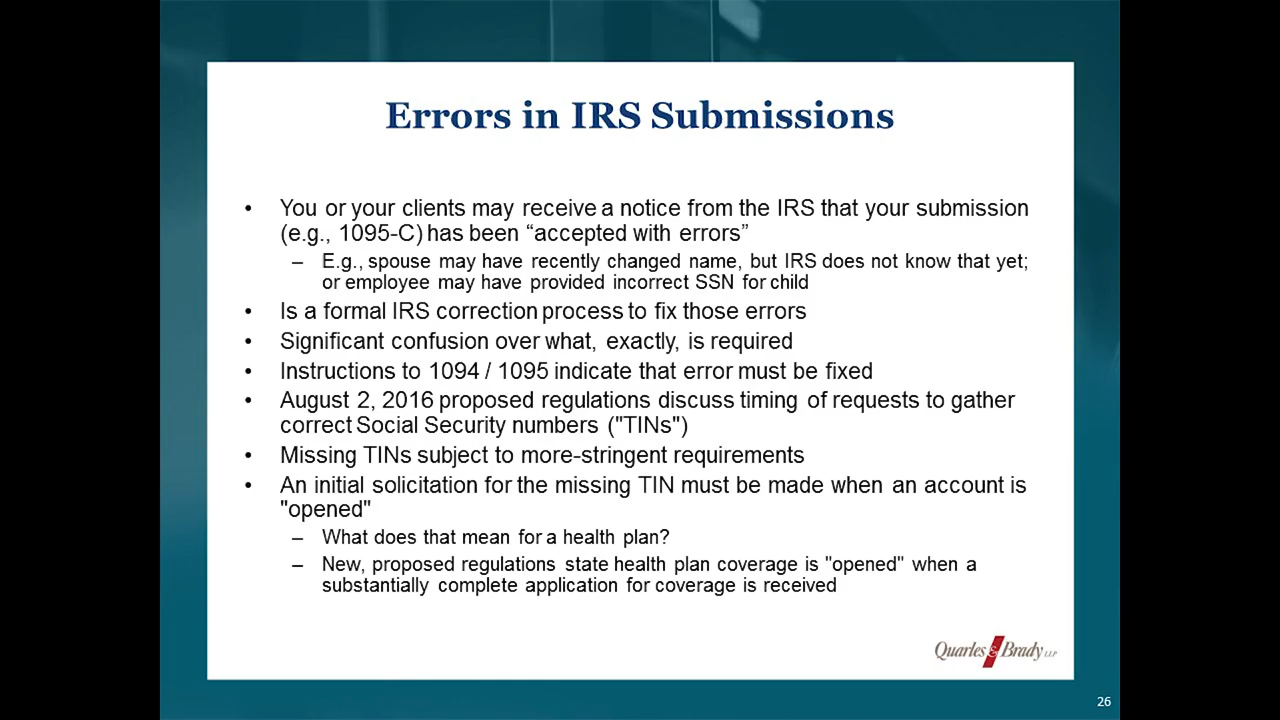 Errors in IRS Submissions
• You or your clients may receive a notice from the IRS that your submission
(e.g., 1095-C) has been “accepted with errors”
– E.g., spouse may have recently changed name, but IRS does not know that yet;
or employee may have provided incorrect SSN for child
• Is a formal IRS correction process to fix those errors
• Significant confusion over what, exactly, is required
• Instructions to 1094 / 1095 indicate that error must be fixed
• August 2, 2016 proposed regulations discuss timing of requests to gather
correct Social Security numbers ("TINs")
• Missing TINs subject to more-stringent requirements
• An initial solicitation for the missing TIN must be made when an account is
"opened"
– What does that mean for a health plan?
– New, proposed regulations state health plan coverage is "opened" when a
substantially complete application for coverage is received
Quarles & Brady LLP
26